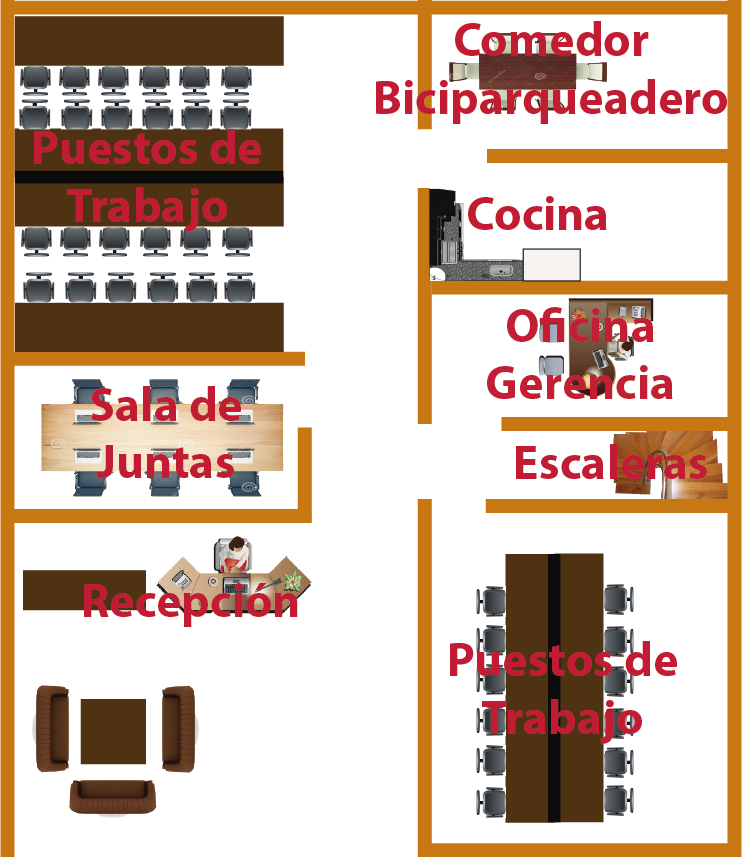 Comedor
Biciparqueadero
Puestos de
Trabajo
Cocina
Oficina
Gerencia
Sala de
Juntas
Escaleras
Recepción
Puestos de
Trabajo